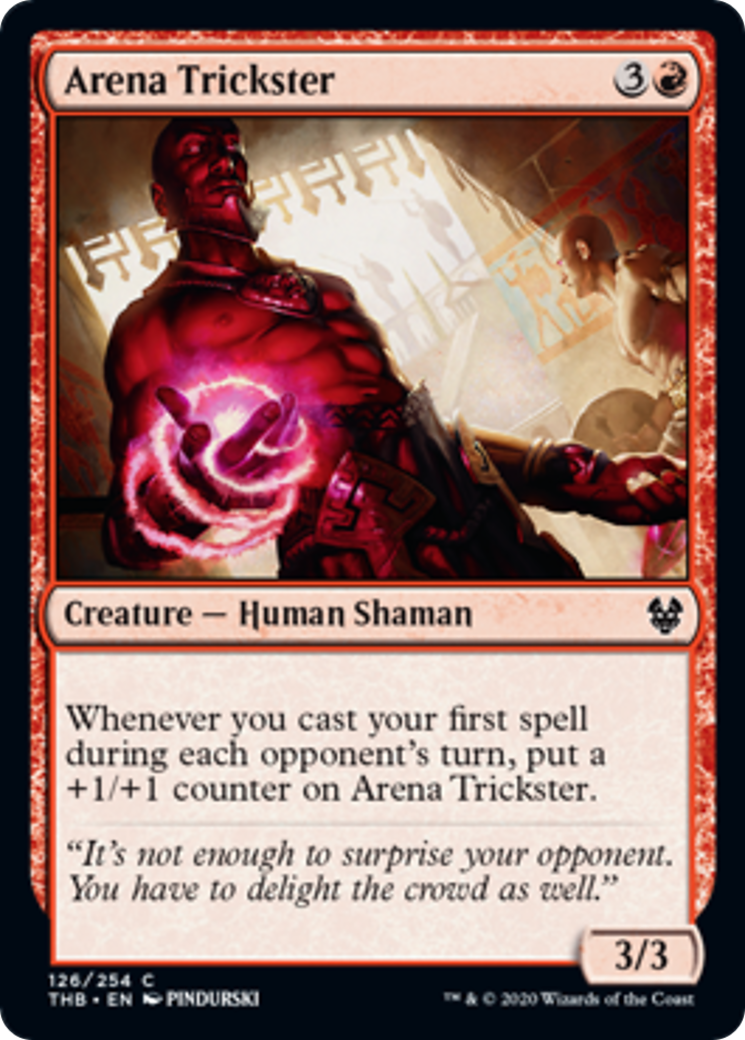 Arena Trickster 3
Creature — Human Shaman
Whenever you cast your first spell
during each opponent's turn, put a
+1/+1 counter on Arena Trickster.
“It's not enough to surprise your opponent.
You have to delight the crowd as well.”
3/3
126/254 C
THB • EN PINDURSKI
™ & © 2020 Wizards of the Coast